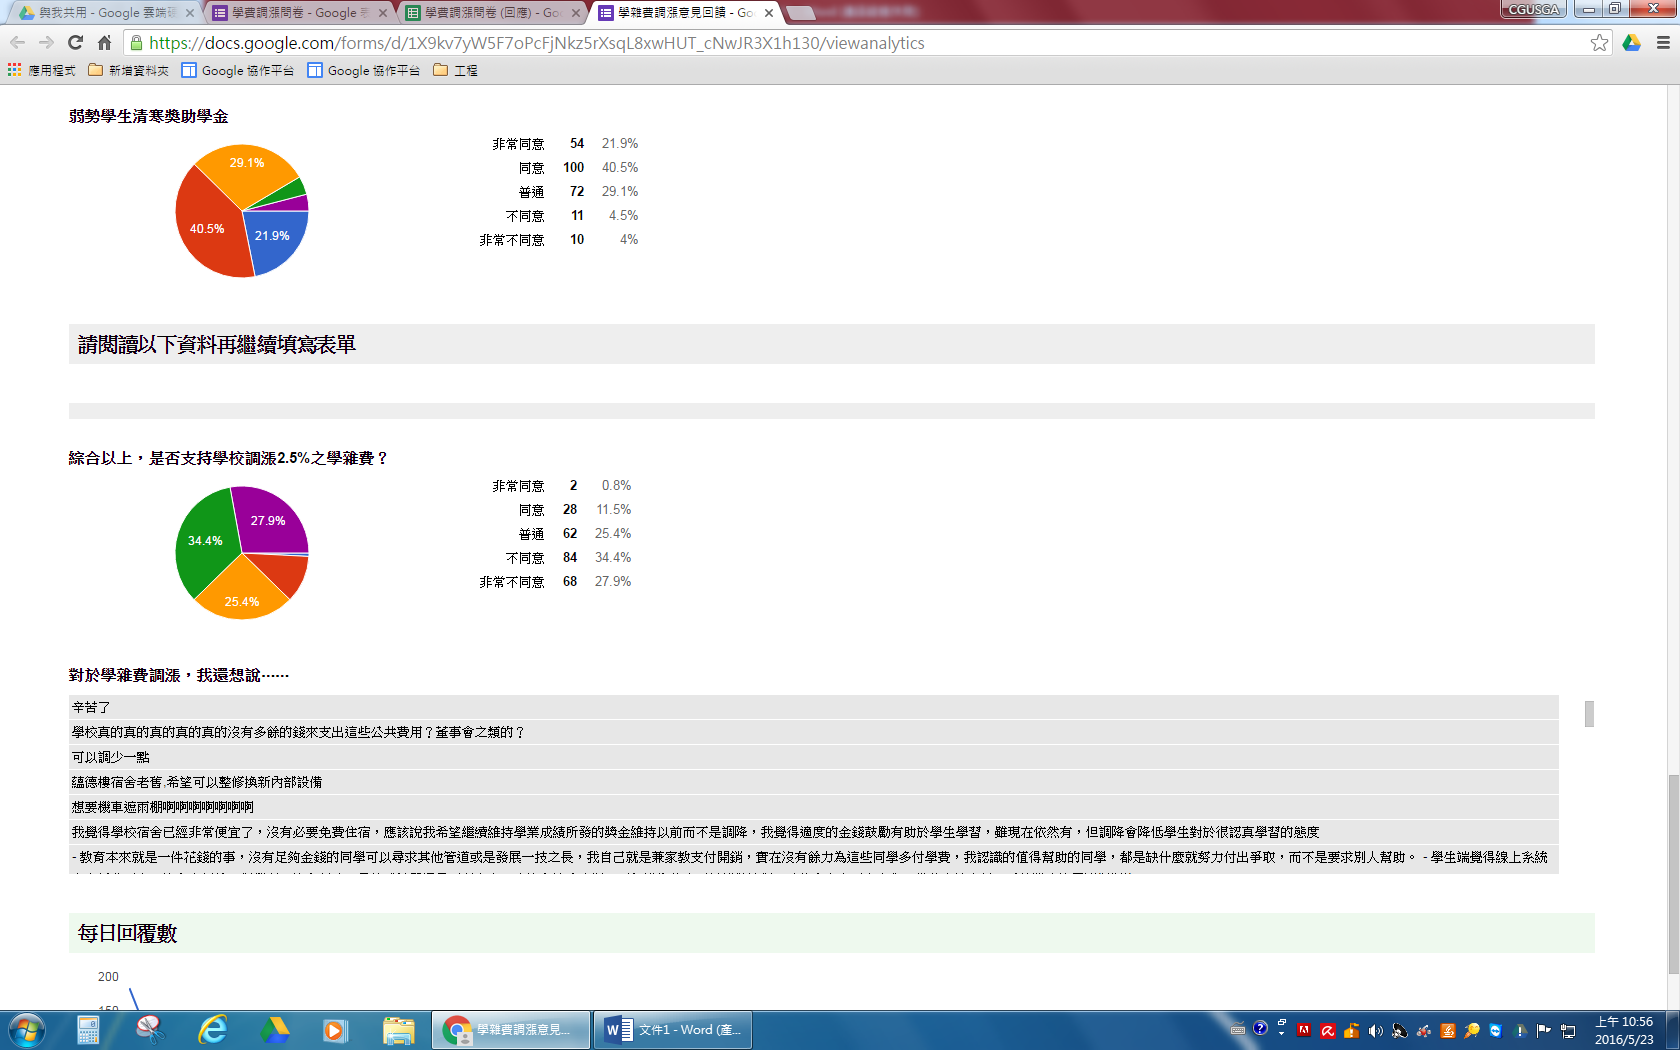 與我共用 - Google 雲端
學費調漲問卷 - Google
學費調漲問卷 (回應) - Go
學雜費調漲意見回饋 - Go
CGUSGA
https://docs.google.com/forms/d/1X9kv7yW5F7oPcFjNkz5rXsqL8xwHUT_cNwJR3X1h130/viewanalytics
應用程式 新增資料夾 Google 協作平台 Google 協作平台 工程
弱勢學生清寒獎助學金
29.1%
40.5%
21.9%
非常同意 54 21.9%
同意 100 40.5%
普通 72 29.1%
不同意 11 4.5%
非常不同意 10 4%
請閱讀以下資料再繼續填寫表單
綜合以上，是否支持學校調漲2.5%之學雜費？
27.9%
34.4%
25.4%
非常同意 2 0.8%
同意 28 11.5%
普通 62 25.4%
不同意 84 34.4%
非常不同意 68 27.9%
對於學雜費調漲，我還想說⋯⋯
辛苦了
學校真的真的真的真的真的沒有多餘的錢來支出這些公共費用？董事會之類的？
可以調少一點
蘊德樓宿舍老舊,希望可以整修換新內部設備
想要機車遮雨棚啊啊啊啊啊啊啊
我覺得學校宿舍已經非常便宜了，沒有必要免費住宿，應該說我希望繼續維持學業成績所發的獎金維持以前而不是調降，我覺得適度的金錢鼓勵有助於學生學習，雖現在依然有，但調降會降低學生對於很認真學習的態度
- 教育本來就是一件花錢的事，沒有足夠金錢的同學可以尋求其他管道或是發展一技之長，我自己就是兼家教支付開銷，實在沒有餘力為這些同學多付學費，我認識的值得幫助的同學，都是缺什麼就努力付出爭取，而不是要求別人幫助。 - 學生端覺得線上系統
每日回覆數
200
150
學雜費調漲意見...
文件1 - Word (產...
上午 10:56
2016/5/23